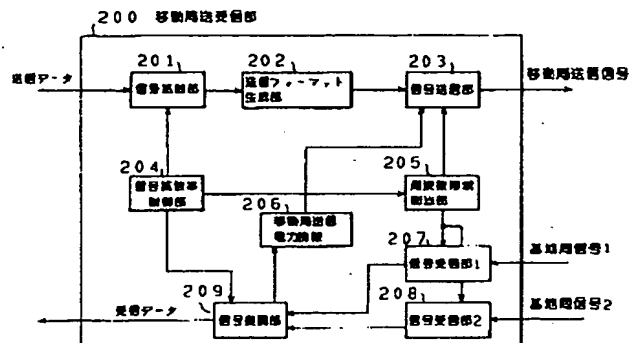 200 移動局送受信部
201
202
203
送信データ
信号拡散部
送信フォーマット
生成部
信号送信部
移動局送信信号
204
205
信号拡散率
制御部
周波数帯域
制御部
206
移動局送信
電力情報
207
信号受信部1
基地局信号1
208
209
受信データ
信号復調部
信号受信部2
基地局信号2